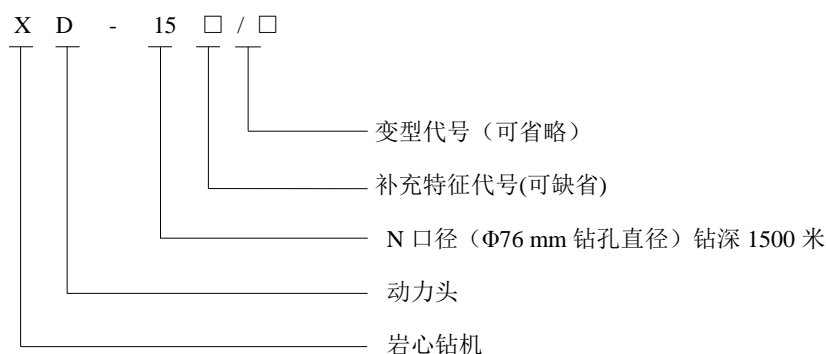 X D - 15 □ / □
变型代号（可省略）
补充特征代号(可缺省)
N 口径（Φ76 mm 钻孔直径）钻深 1500 米
动力头
岩心钻机